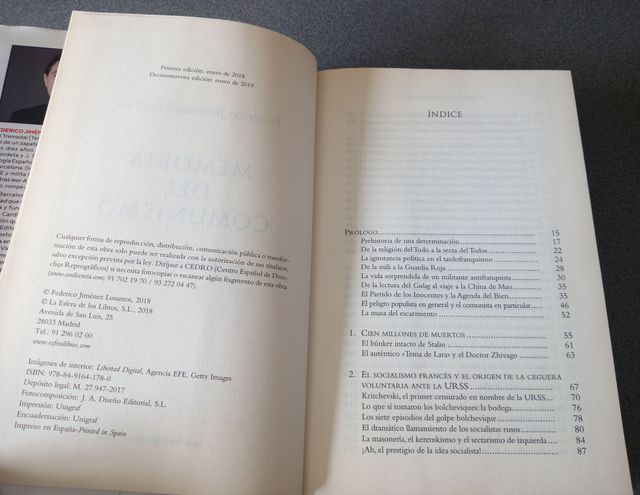 FEDERICO JIMÉN
Primera edición: enero de 2018
Decimonovena edición: enero de 2019
Cualquier forma de reproducción, distribución, comunicación pública o transfor-
mación de esta obra solo puede ser realizada con la autorización de sus titulares,
salvo excepción prevista por la ley. Diríjase a CEDRO (Centro Español de Dere-
chos Reprográficos) si necesita fotocopiar o escanear algún fragmento de esta obra
(www.conlicencia.com; 91 702 19 70 / 93 272 04 47).
© Federico Jiménez Losantos, 2018
© La Esfera de los Libros, S.L., 2018
Avenida de San Luis, 25
28033 Madrid
Tel.: 91 296 02 00
www.esferalibros.com
Imágenes de interior: Libertad Digital, Agencia EFE, Getty Images
ISBN: 978-84-9164-178-0
Depósito legal: M. 27.947-2017
Fotocomposición: J. A. Diseño Editorial, S.L.
Impresión: Unigraf
Encuadernación: Unigraf
Impreso en España-Printed in Spain
ÍNDICE
PRÓLOGO 15
Prehistoria de una determinación 17
De la religión del Todo a la secta del Todos 22
La ignorancia política en el tardofranquismo 24
De la mili a la Guardia Roja 28
La vida sorprendida de un militante antifranquista 30
De la lectura del Gulag al viaje a la China de Mao 35
El Partido de los Inocentes y la Agenda del Bien 35
El peligro populista en general y el comunista en particular 46
La musa del escarmiento 52
1. CIEN MILLONES DE MUERTOS 55
El búnker intacto de Stalin 61
El auténtico «Tema de Lara» y el Doctor Zhivago 63
2. EL SOCIALISMO FRANCÉS Y EL ORIGEN DE LA CEGUERA
VOLUNTARIA ANTE LA URSS 67
Kritchevski, el primer censurado en nombre de la URSS 70
Lo que sí tomaron los bolcheviques: la bodega 76
Los siete episodios del golpe bolchevique 78
El dramático llamamiento de los socialistas rusos 80
La masonería, el kerenskismo y el sectarismo de izquierda 84
¡Ah, el prestigio de la idea socialista! 87